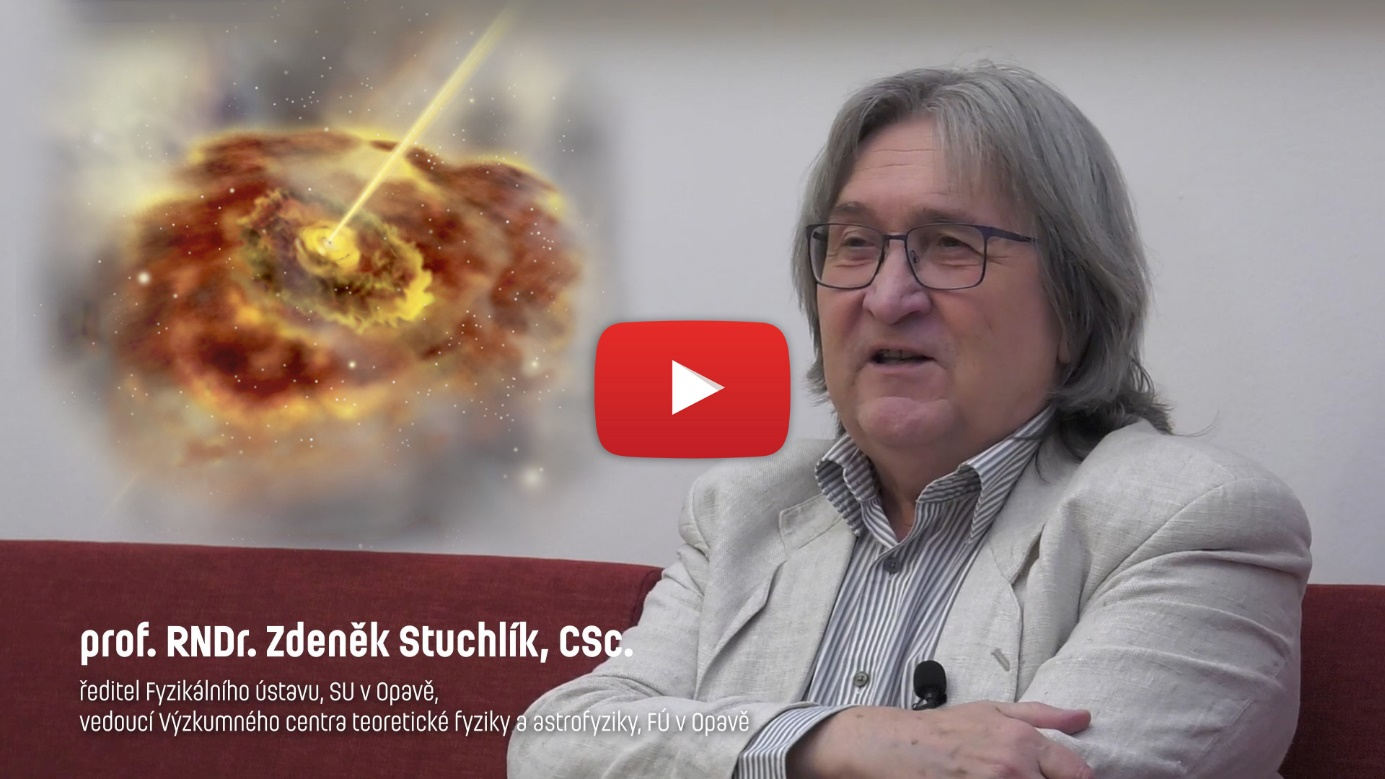 prof. RNDr. Zdeněk Stuchlík, CSc.
ředitel Fyzikálního ústavu, SU v Opavě,
vedoucí Výzkumného centra teoretické fyziky a astrofyziky, FÚ v Opavě